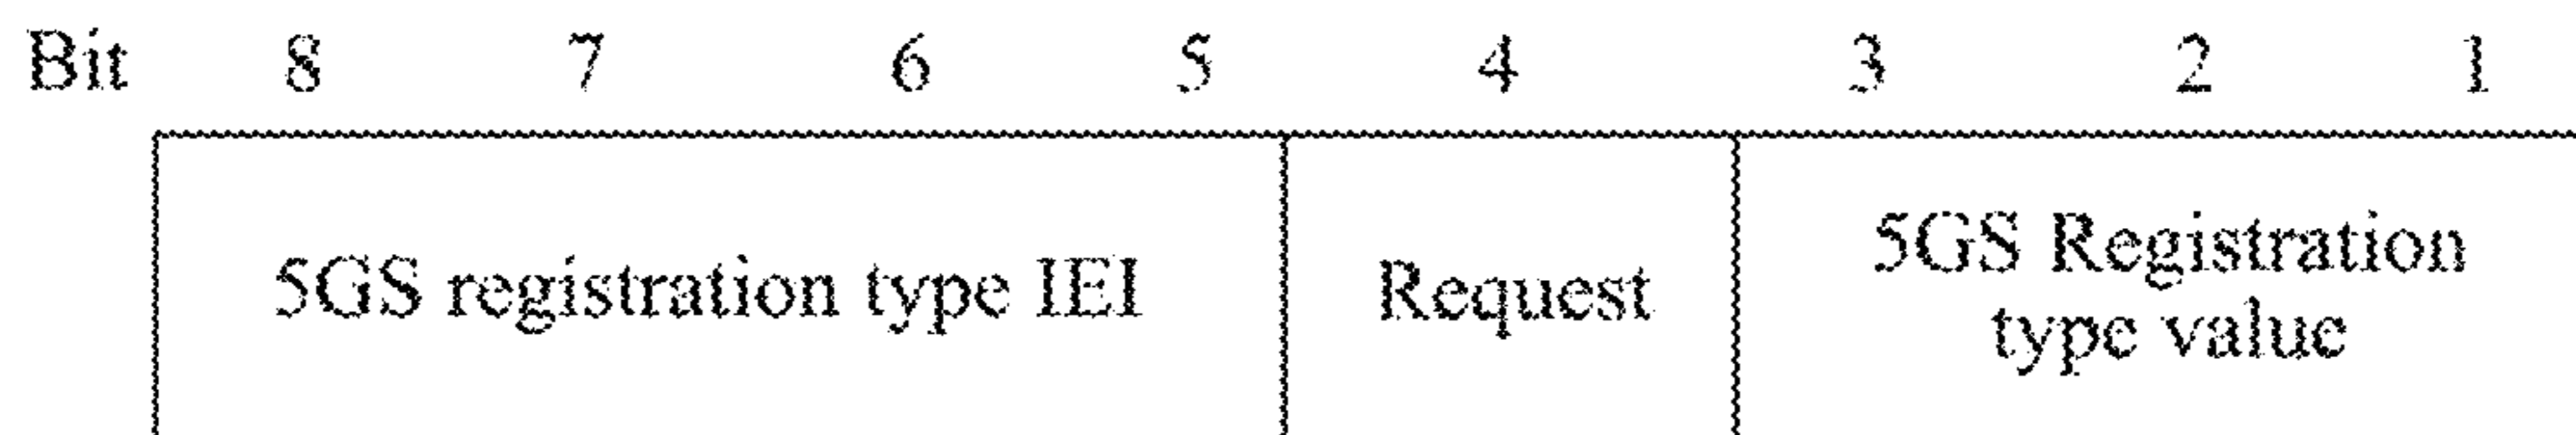 Bit 8 7 6 5 4 3 2 1
5GS registration type IEI
Request
5GS Registration
type value